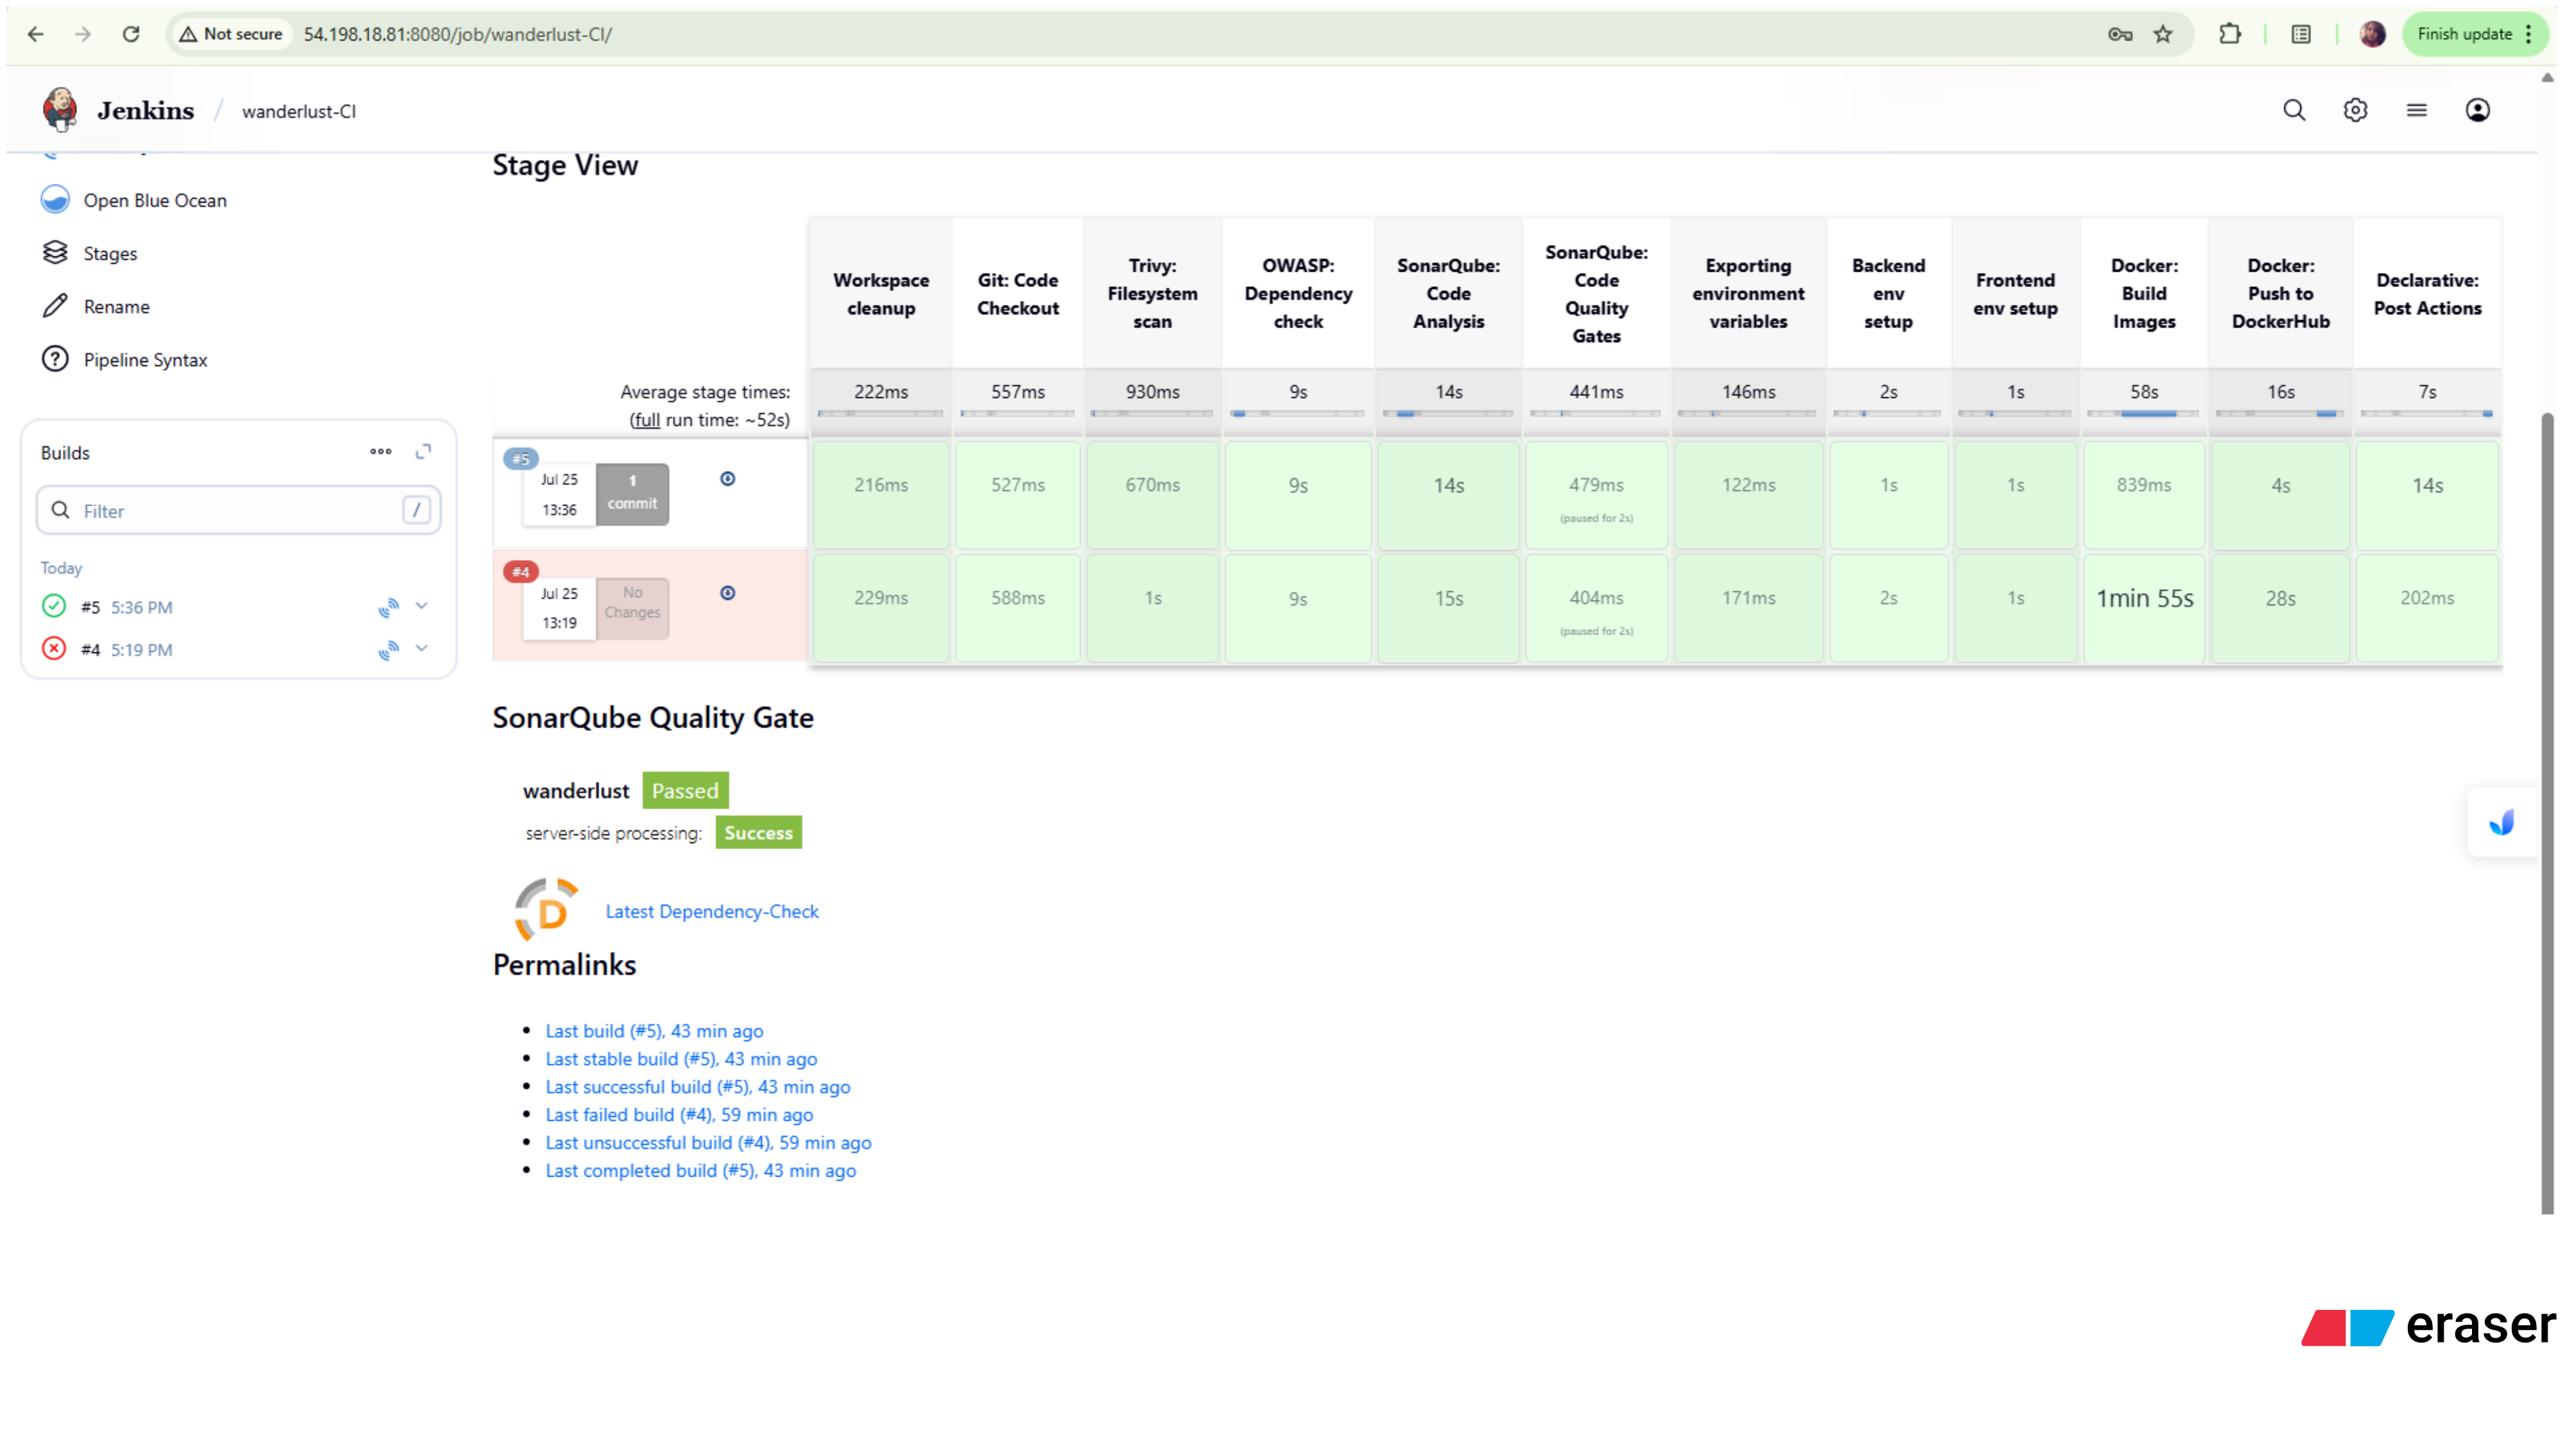 Not secure 54.198.18.81:8080/job/wanderlust-CI/
Finish update
Jenkins / wanderlust-CI
Open Blue Ocean
Stages
Rename
Pipeline Syntax
Builds
Filter /
Today
#5 5:36 PM
#4 5:19 PM
Stage View
Workspace cleanup
Git: Code Checkout
Trivy: Filesystem scan
OWASP: Dependency check
SonarQube: Code Analysis
SonarQube: Code Quality Gates
Exporting environment variables
Backend env setup
Frontend env setup
Docker: Build Images
Docker: Push to DockerHub
Declarative: Post Actions
Average stage times: 222ms 557ms 930ms 9s 14s 441ms 146ms 2s 1s 58s 16s 7s
(full run time: ~52s)
#5
Jul 25 13:36
1 commit
216ms 527ms 670ms 9s 14s 479ms 122ms 1s 1s 839ms 4s 14s
(paused for 2s)
#4
Jul 25 13:19
No Changes
229ms 588ms 1s 9s 15s 404ms 171ms 2s 1s 1min 55s 28s 202ms
(paused for 2s)
SonarQube Quality Gate
wanderlust Passed
server-side processing: Success
D
Latest Dependency-Check
Permalinks
Last build (#5), 43 min ago
Last stable build (#5), 43 min ago
Last successful build (#5), 43 min ago
Last failed build (#4), 59 min ago
Last unsuccessful build (#4), 59 min ago
Last completed build (#5), 43 min ago
eraser